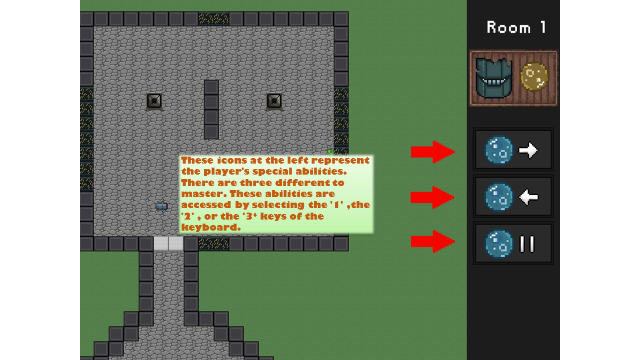 Room 1
These icons at the left represent
the player's special abilities.
There are three different to
master. These abilities are
accessed by selecting the '1' ,the
'2' , or the '3* keys of the
keyboard.